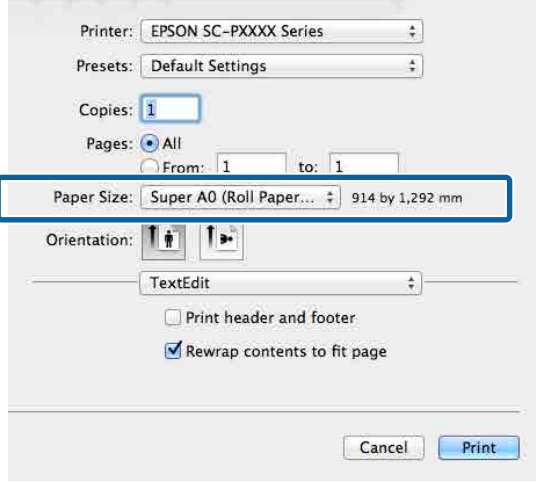 Printer: EPSON SC-PXXXX Series
Presets: Default Settings
Copies: 1
Pages: All
From: 1 to: 1
Paper Size: Super A0 (Roll Paper... 914 by 1,292 mm
Orientation:
TextEdit
Print header and footer
Rewrap contents to fit page
Cancel Print